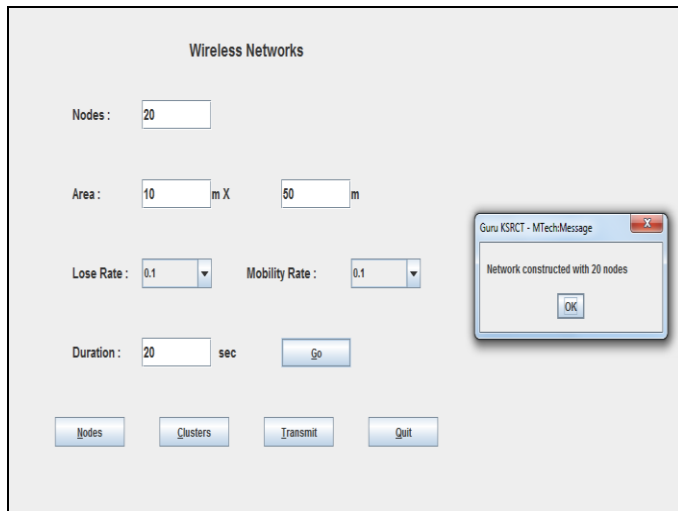 Wireless Networks
Nodes : 20
Area : 10 m X 50 m
Lose Rate : 0.1 Mobility Rate : 0.1
Duration : 20 sec Go
Nodes Clusters Transmit Quit
Guru KSRCT - MTech:Message
Network constructed with 20 nodes
OK